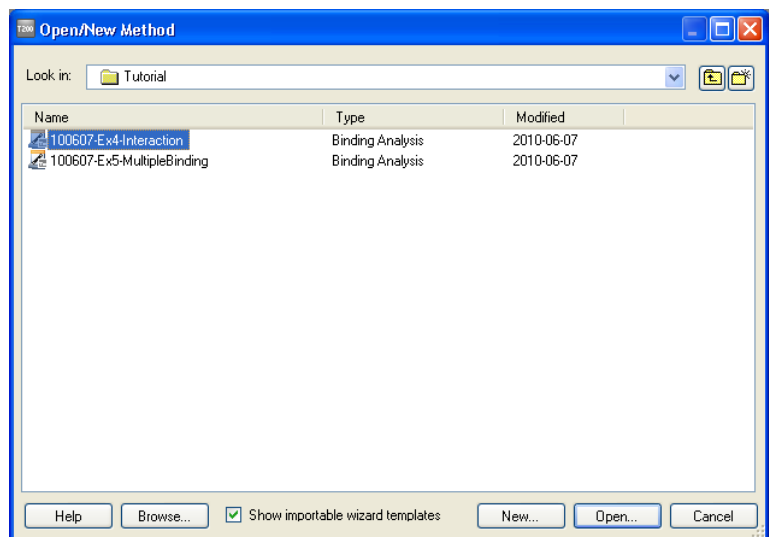 T200 Open/New Method
Look in: Tutorial
Name Type Modified
100607-Ex4-Interaction Binding Analysis 2010-06-07
100607-Ex5-MultipleBinding Binding Analysis 2010-06-07
Help Browse... Show importable wizard templates New... Open... Cancel